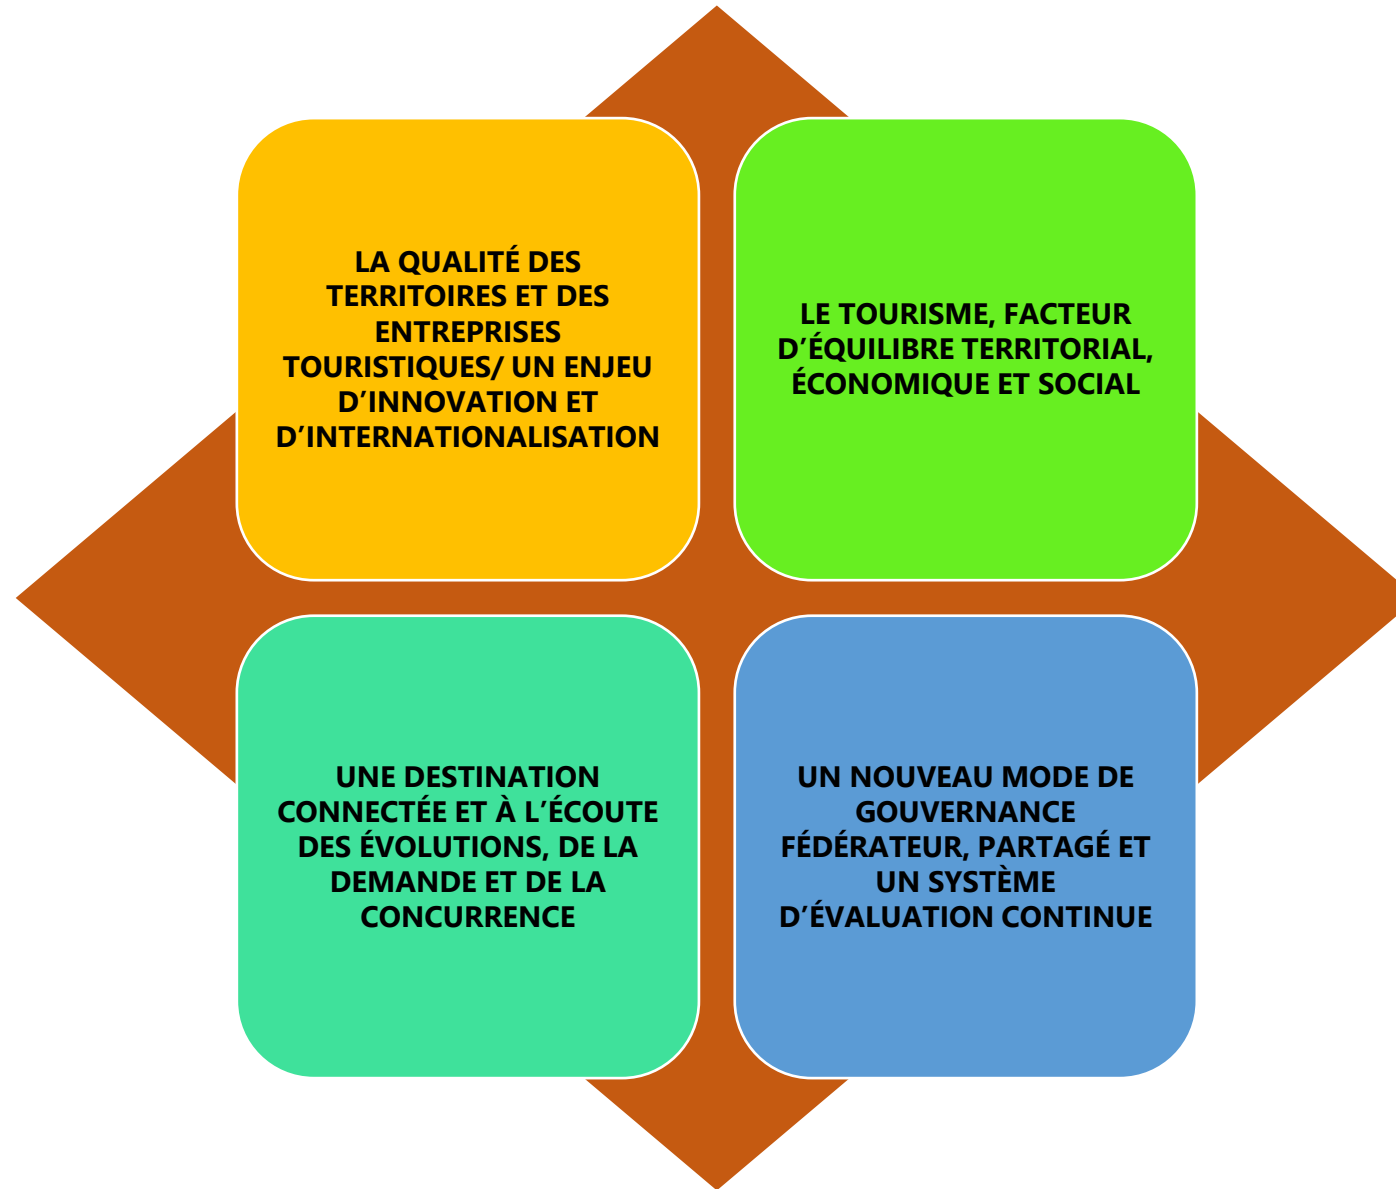 LA QUALITÉ DES
TERRITOIRES ET DES
ENTREPRISES
TOURISTIQUES/ UN ENJEU
D’INNOVATION ET
D’INTERNATIONALISATION
LE TOURISME, FACTEUR
D’ÉQUILIBRE TERRITORIAL,
ÉCONOMIQUE ET SOCIAL
UNE DESTINATION
CONNECTÉE ET À L’ÉCOUTE
DES ÉVOLUTIONS, DE LA
DEMANDE ET DE LA
CONCURRENCE
UN NOUVEAU MODE DE
GOUVERNANCE
FÉDÉRATEUR, PARTAGÉ ET
UN SYSTÈME
D’ÉVALUATION CONTINUE